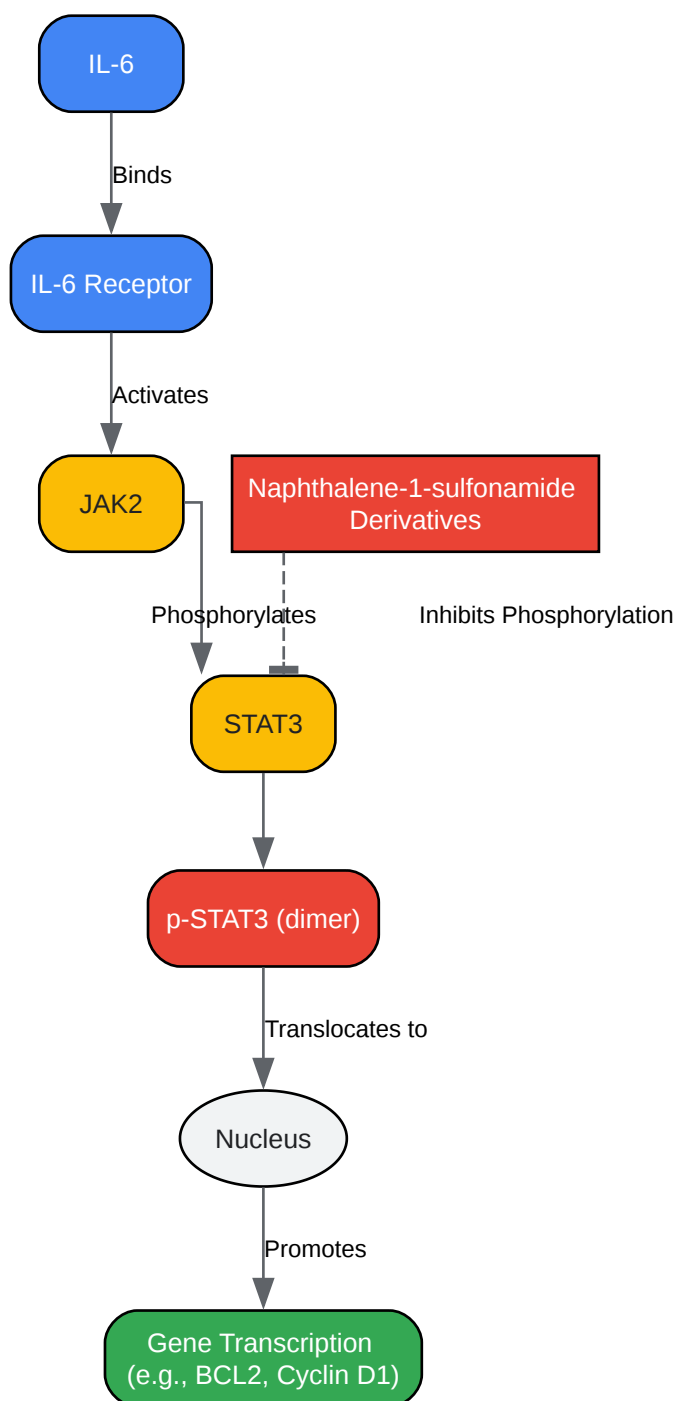 IL-6
Binds
IL-6 Receptor
Activates
JAK2
Naphthalene-1-sulfonamide
Derivatives
Phosphorylates
Inhibits Phosphorylation
STAT3
p-STAT3 (dimer)
Translocates to
Nucleus
Promotes
Gene Transcription
(e.g., BCL2, Cyclin D1)